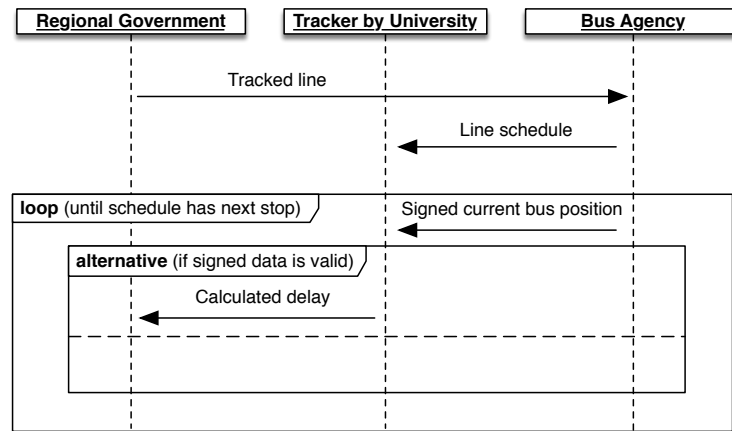 Regional Government
Tracker by University
Bus Agency
Tracked line
Line schedule
loop (until schedule has next stop)
Signed current bus position
alternative (if signed data is valid)
Calculated delay